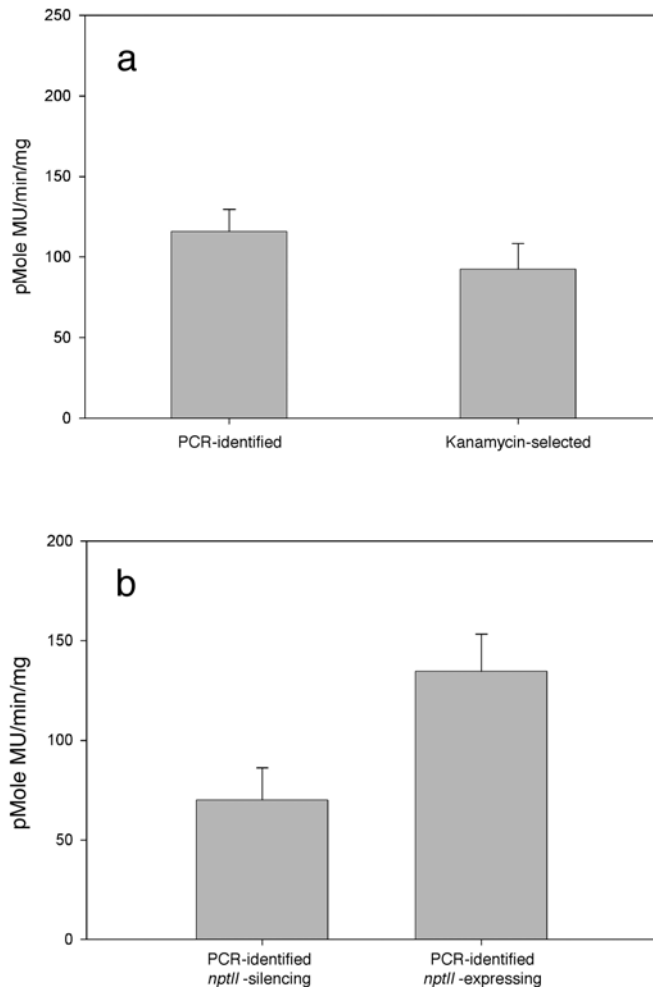 250
a
200
150
100
50
0
pMole MU/min/mg
PCR-identified
Kanamycin-selected
200
b
150
100
50
0
pMole MU/min/mg
PCR-identified
nptII -silencing
PCR-identified
nptII -expressing